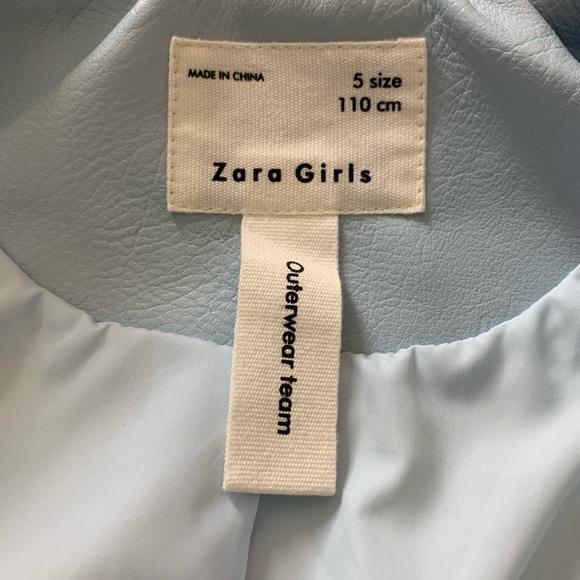 MADE IN CHINA
5 size
110 cm
Zara Girls
Outerwear team